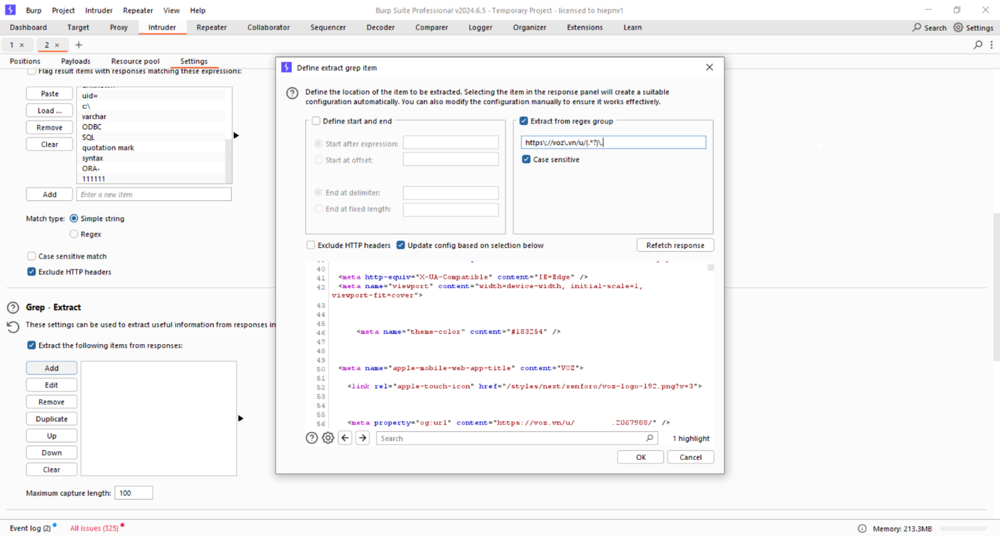 Burp Project Intruder Repeater View Help
Burp Suite Professional v2024.6.5 - Temporary Project - licensed to hiepnv1
Dashboard Target Proxy Intruder Repeater Collaborator Sequencer Decoder Comparer Logger Organizer Extensions Learn
Search Settings
1 × 2 × +
Positions Payloads Resource pool Settings
Flag result items with responses matching these expressions:
Paste
Load ...
Remove
Clear
uid=
c:\
varchar
ODBC
SQL
quotation mark
syntax
ORA-
111111
Add Enter a new item
Match type: Simple string
Regex
Case sensitive match
Exclude HTTP headers
Grep - Extract
These settings can be used to extract useful information from responses in
Extract the following items from responses:
Add
Edit
Remove
Duplicate
Up
Down
Clear
Maximum capture length: 100
Define extract grep item
Define the location of the item to be extracted. Selecting the item in the response panel will create a suitable
configuration automatically. You can also modify the configuration manually to ensure it works effectively.
Define start and end
Start after expression:
Start at offset:
End at delimiter:
End at fixed length:
Extract from regex group
https\://voz\.vn/u/(.*?)\.
Case sensitive
Exclude HTTP headers Update config based on selection below Refetch response
40
41 <meta http-equiv="X-UA-Compatible" content="IE=Edge" />
42 <meta name="viewport" content="width=device-width, initial-scale=1,
viewport-fit=cover">
43
44
45
46 <meta name="theme-color" content="#183254" />
47
48
49
50 <meta name="apple-mobile-web-app-title" content="VOZ">
51
52 <link rel="apple-touch-icon" href="/styles/next/xenforo/voz-logo-192.png?v=3">
53
54
55
56 <meta property="og:url" content="https://voz.vn/u/ .2067988/" />
Search 1 highlight
OK Cancel
Event log (2) All issues (325)
Memory: 213.3MB